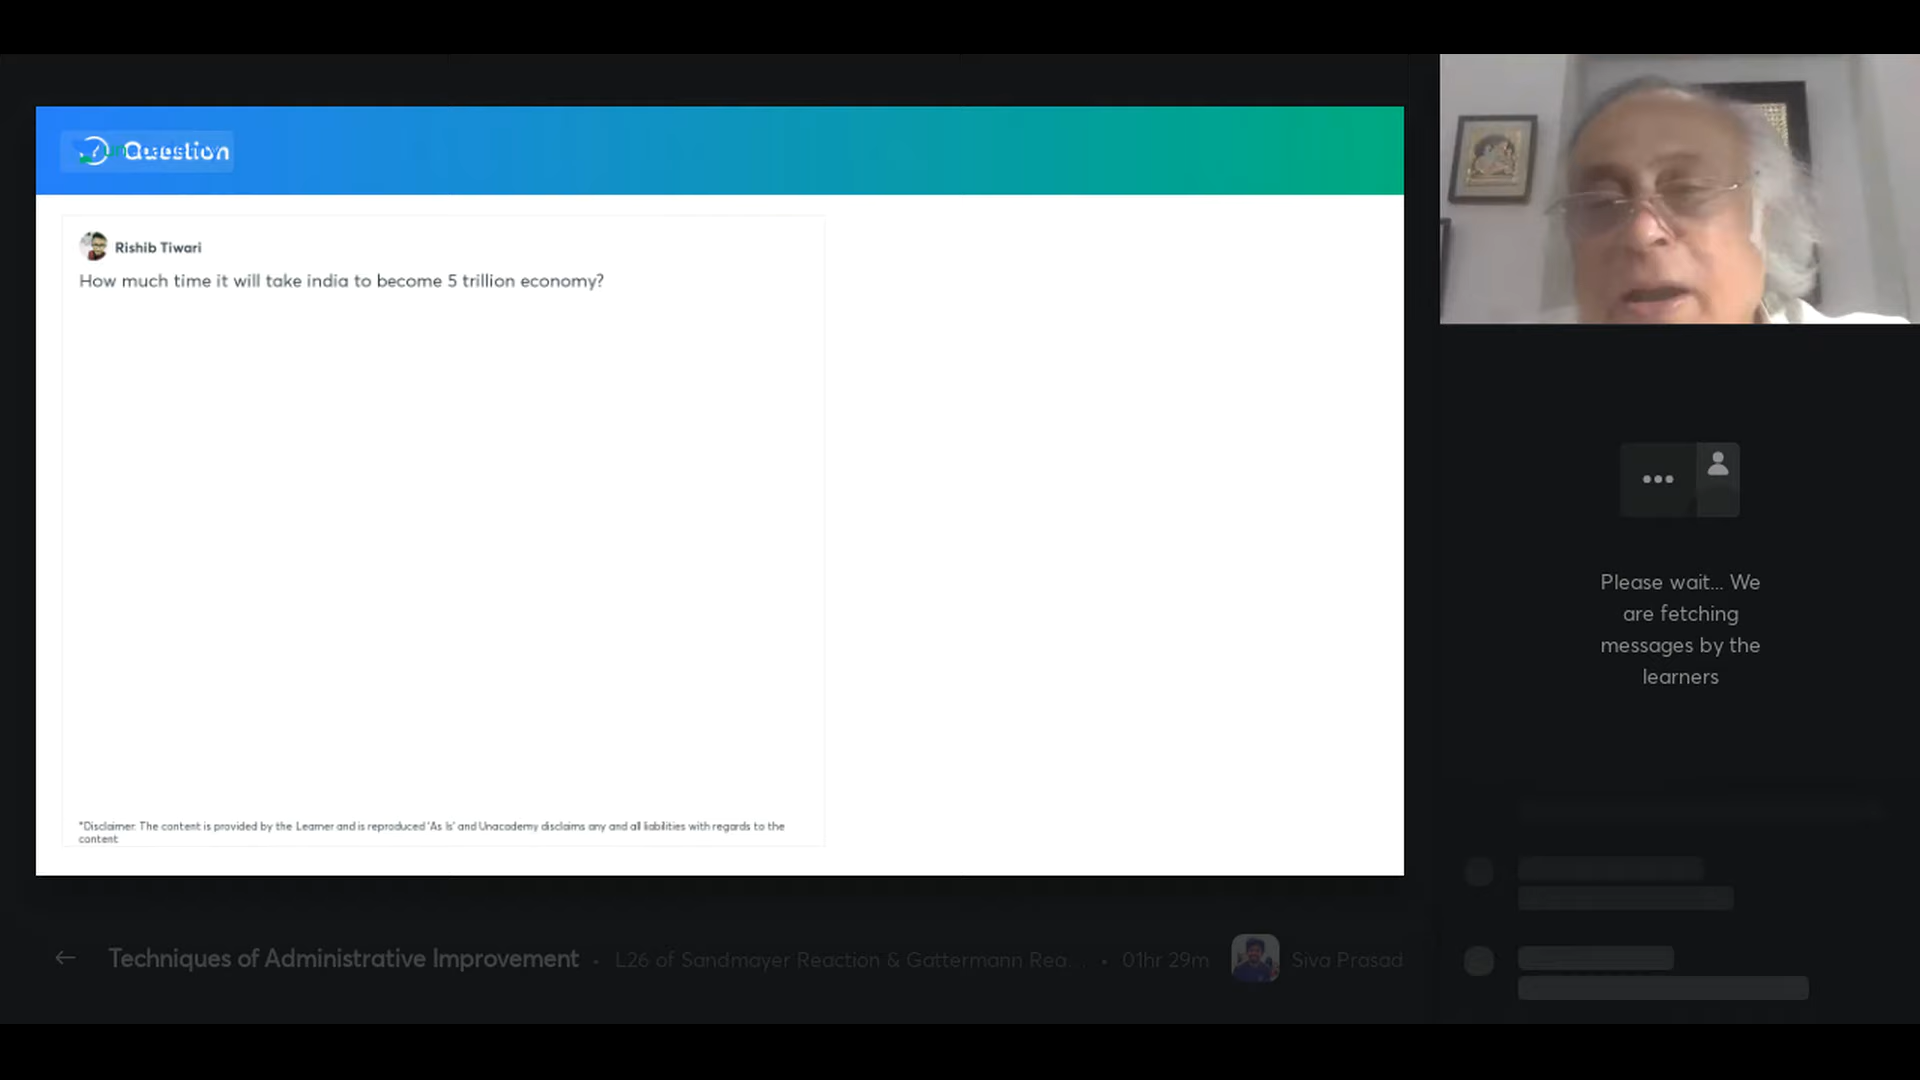 Question
Rishib Tiwari
How much time it will take india to become 5 trillion economy?
*Disclaimer: The content is provided by the Learner and is reproduced 'As Is' and Unacademy disclaims any and all liabilities with regards to the
content
Please wait... We
are fetching
messages by the
learners
Techniques of Administrative Improvement • L26 of Sandmayer Reaction & Gattermann Rea... • 01hr 29m Siva Prasad